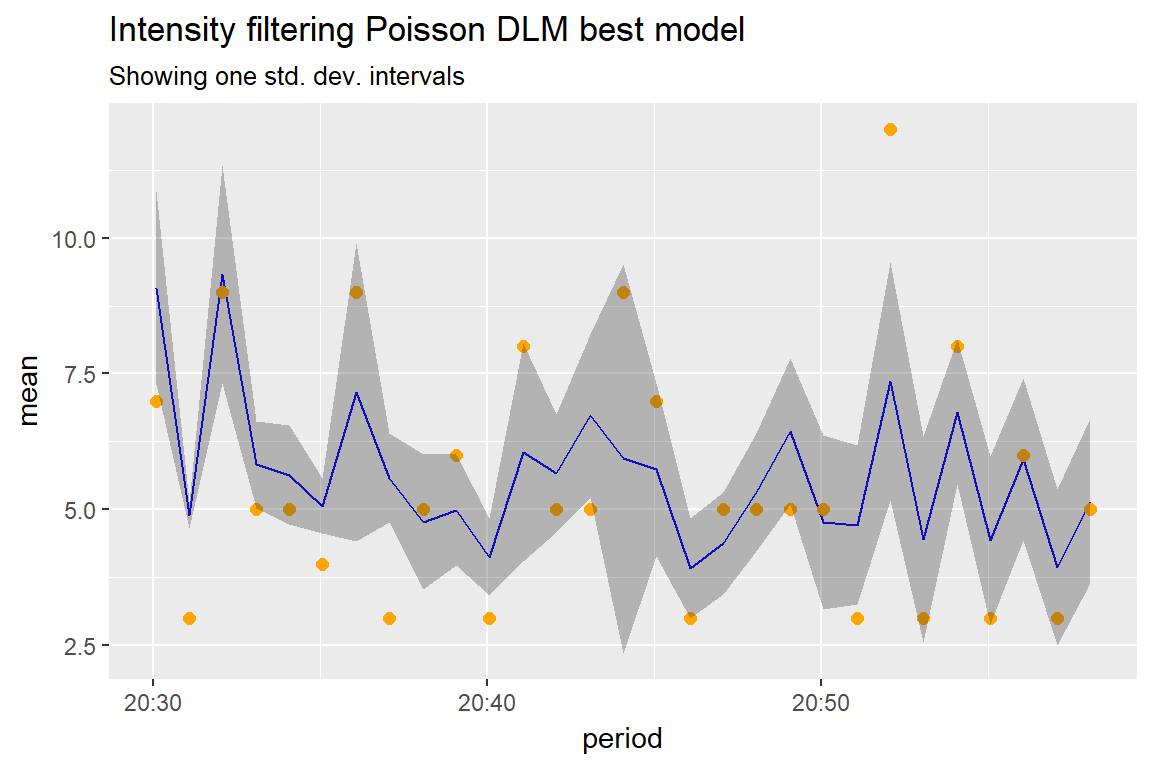 Intensity filtering Poisson DLM best model
Showing one std. dev. intervals
mean
10.0
7.5
5.0
2.5
20:30 20:40 20:50
period